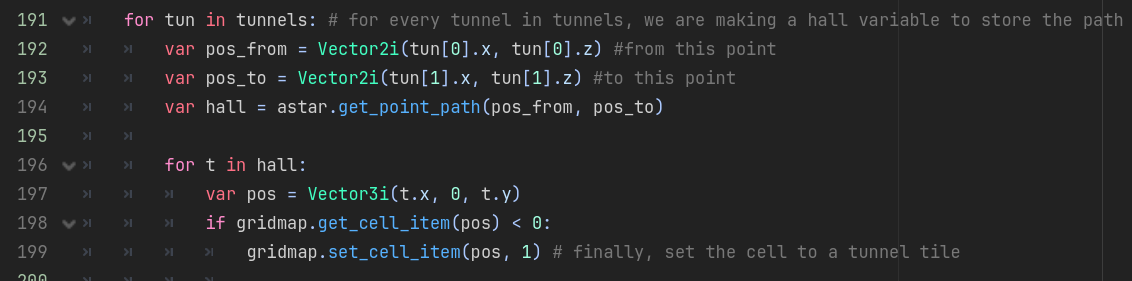 191 for tun in tunnels: # for every tunnel in tunnels, we are making a hall variable to store the path
192 var pos_from = Vector2i(tun[0].x, tun[0].z) #from this point
193 var pos_to = Vector2i(tun[1].x, tun[1].z) #to this point
194 var hall = astar.get_point_path(pos_from, pos_to)
195
196 for t in hall:
197 var pos = Vector3i(t.x, 0, t.y)
198 if gridmap.get_cell_item(pos) < 0:
199 gridmap.set_cell_item(pos, 1) # finally, set the cell to a tunnel tile
200